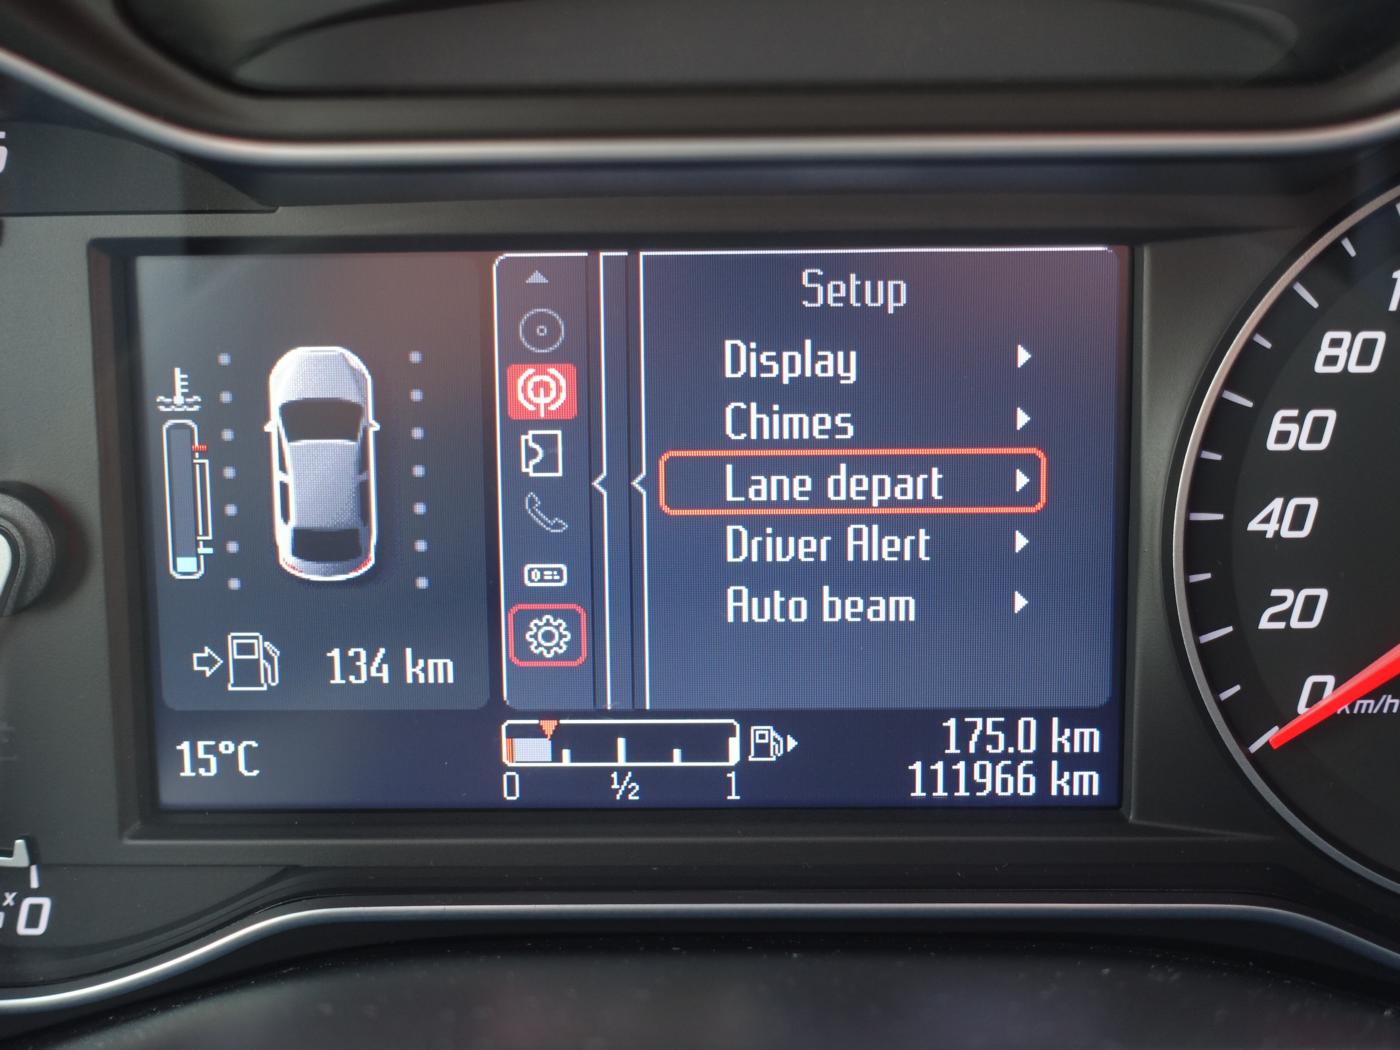 Setup
Display
Chimes
Lane depart
Driver Alert
Auto beam
134 km
15°C
0 ½ 1
175.0 km
111966 km
80
60
40
20
0 km/h
x0